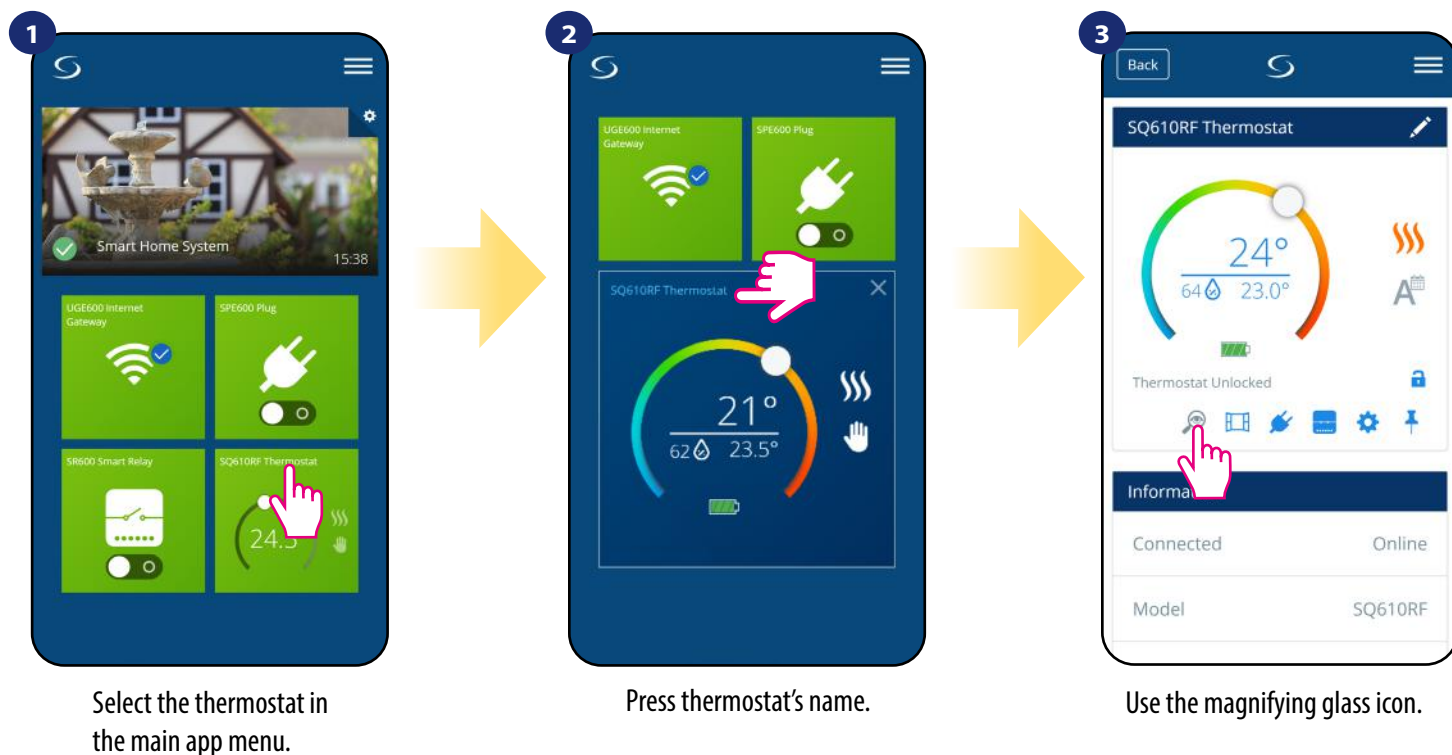 1
Smart Home System
15:38
UGE600 Internet
Gateway
SPE600 Plug
SR600 Smart Relay
SQ610RF Thermostat
Select the thermostat in
the main app menu.
2
UGE600 Internet
Gateway
SPE600 Plug
SQ610RF Thermostat
21°
62 23.5°
Press thermostat's name.
3
Back
SQ610RF Thermostat
24°
64 23.0°
A
Thermostat Unlocked
Connected Online
Model SQ610RF
Use the magnifying glass icon.